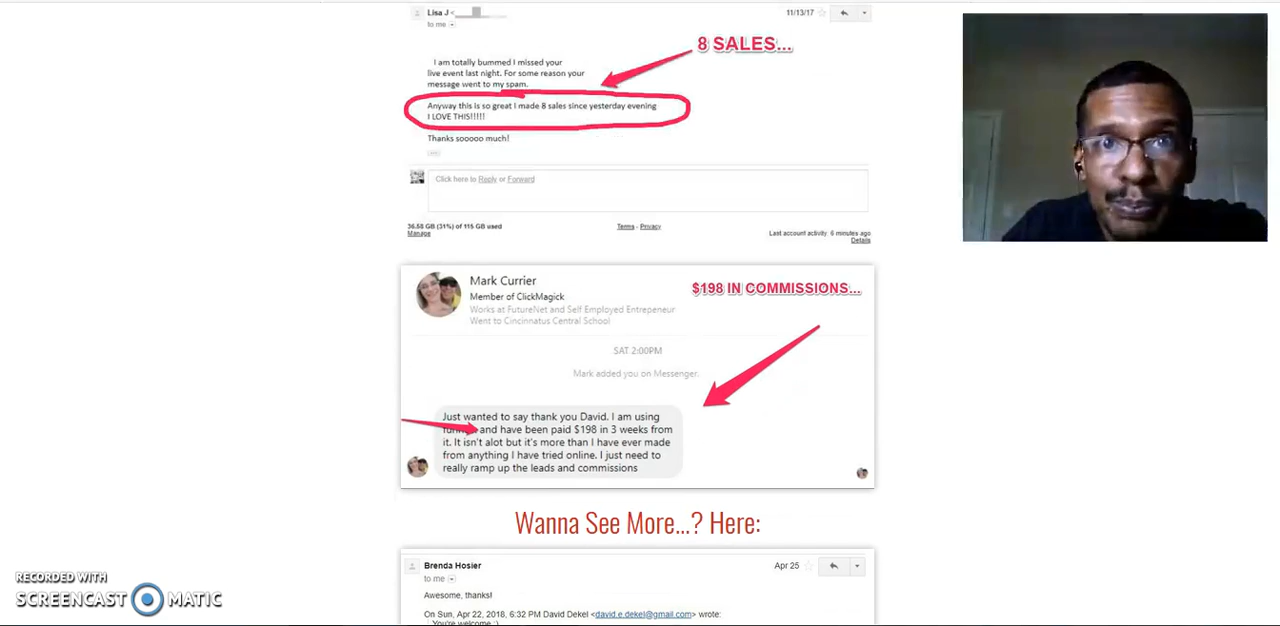 Lisa J <
to me
11/13/17
8 SALES...
I am totally bummed I missed your
live event last night. For some reason your
message went to my spam.
Anyway this is so great I made 8 sales since yesterday evening
I LOVE THIS!!!!!
Thanks sooooo much!
Click here to Reply or Forward
36.58 GB (31%) of 115 GB used
Manage
Terms - Privacy
Last account activity: 6 minutes ago
Details
Mark Currier
Member of ClickMagick
Works at FutureNet and Self Employed Entrepeneur
Went to Cincinnatus Central School
$198 IN COMMISSIONS...
SAT 2:00PM
Mark added you on Messenger.
Just wanted to say thank you David. I am using
and have been paid $198 in 3 weeks from
it. It isn't alot but it's more than I have ever made
from anything I have tried online. I just need to
really ramp up the leads and commissions
Wanna See More...? Here:
Brenda Hosier
to me
Apr 25
Awesome, thanks!
On Sun, Apr 22, 2018, 6:32 PM David Dekel <david.e.dekel@gmail.com> wrote:
You're welcome :)
RECORDED WITH
SCREENCAST MATIC